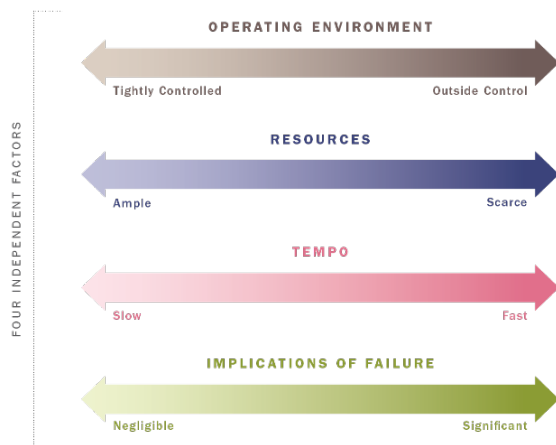 FOUR INDEPENDENT FACTORS
OPERATING ENVIRONMENT
Tightly Controlled
Outside Control
RESOURCES
Ample
Scarce
TEMPO
Slow
Fast
IMPLICATIONS OF FAILURE
Negligible
Significant